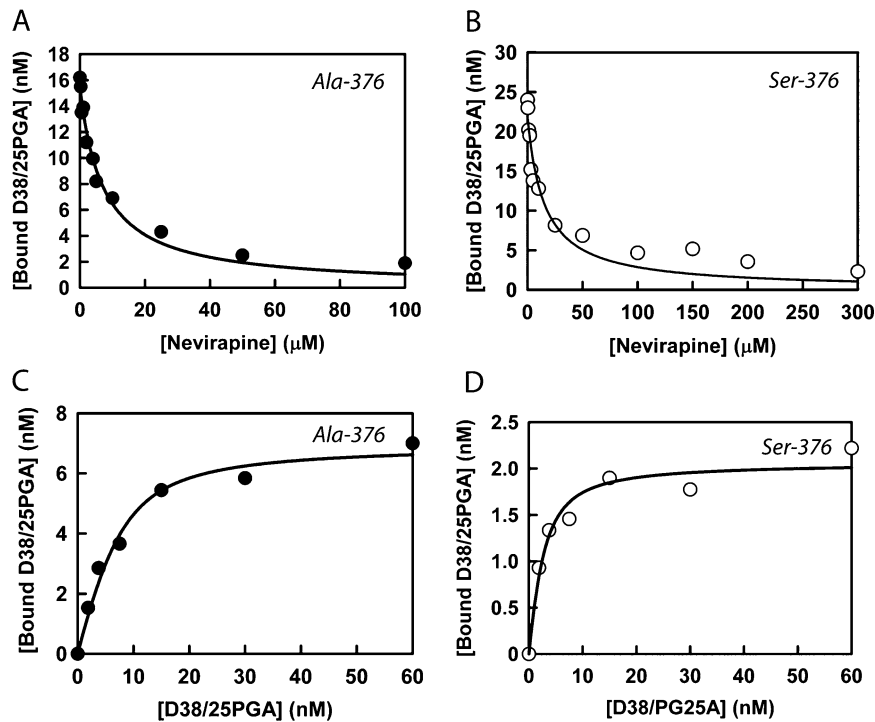 A
[Bound D38/25PGA] (nM)
18
16
14
12
10
8
6
4
2
0
Ala-376
0 20 40 60 80 100
[Nevirapine] (μM)
B
[Bound D38/25PGA] (nM)
30
25
20
15
10
5
0
Ser-376
0 50 100 150 200 250 300
[Nevirapine] (μM)
C
[Bound D38/25PGA] (nM)
8
6
4
2
0
Ala-376
0 10 20 30 40 50 60
[D38/25PGA] (nM)
D
[Bound D38/25PGA] (nM)
2.5
2.0
1.5
1.0
0.5
0.0
Ser-376
0 10 20 30 40 50 60
[D38/PG25A] (nM)